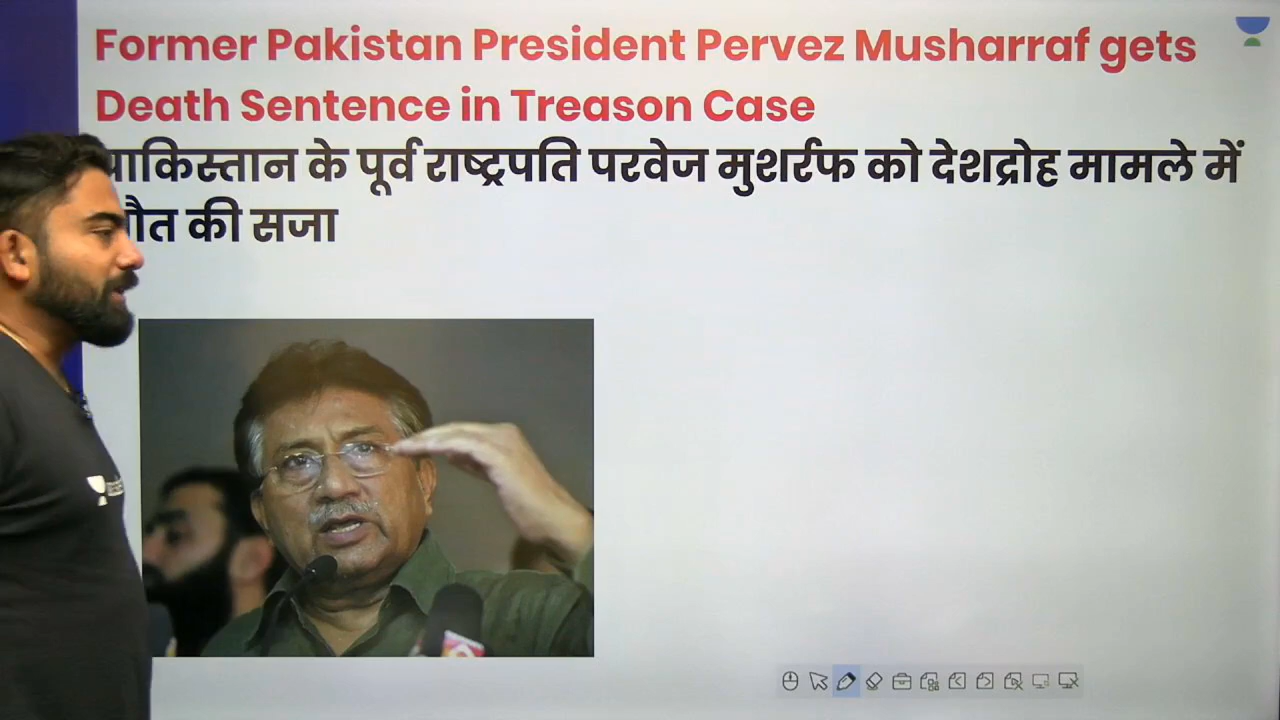 Former Pakistan President Pervez Musharraf gets
Death Sentence in Treason Case
पाकिस्तान के पूर्व राष्ट्रपति परवेज मुशर्रफ को देशद्रोह मामले में
मौत की सजा